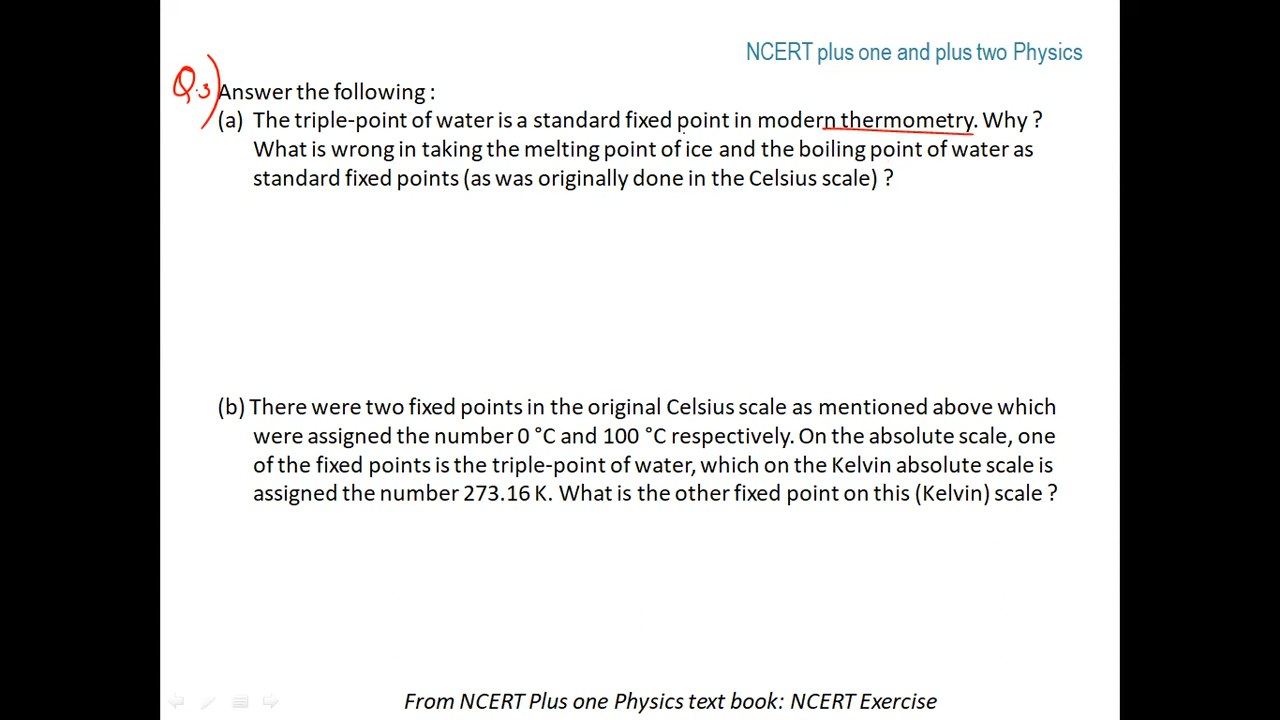 NCERT plus one and plus two Physics
Q.3) Answer the following :
(a) The triple-point of water is a standard fixed point in modern thermometry. Why ?
What is wrong in taking the melting point of ice and the boiling point of water as
standard fixed points (as was originally done in the Celsius scale) ?
(b) There were two fixed points in the original Celsius scale as mentioned above which
were assigned the number 0 °C and 100 °C respectively. On the absolute scale, one
of the fixed points is the triple-point of water, which on the Kelvin absolute scale is
assigned the number 273.16 K. What is the other fixed point on this (Kelvin) scale ?
From NCERT Plus one Physics text book: NCERT Exercise